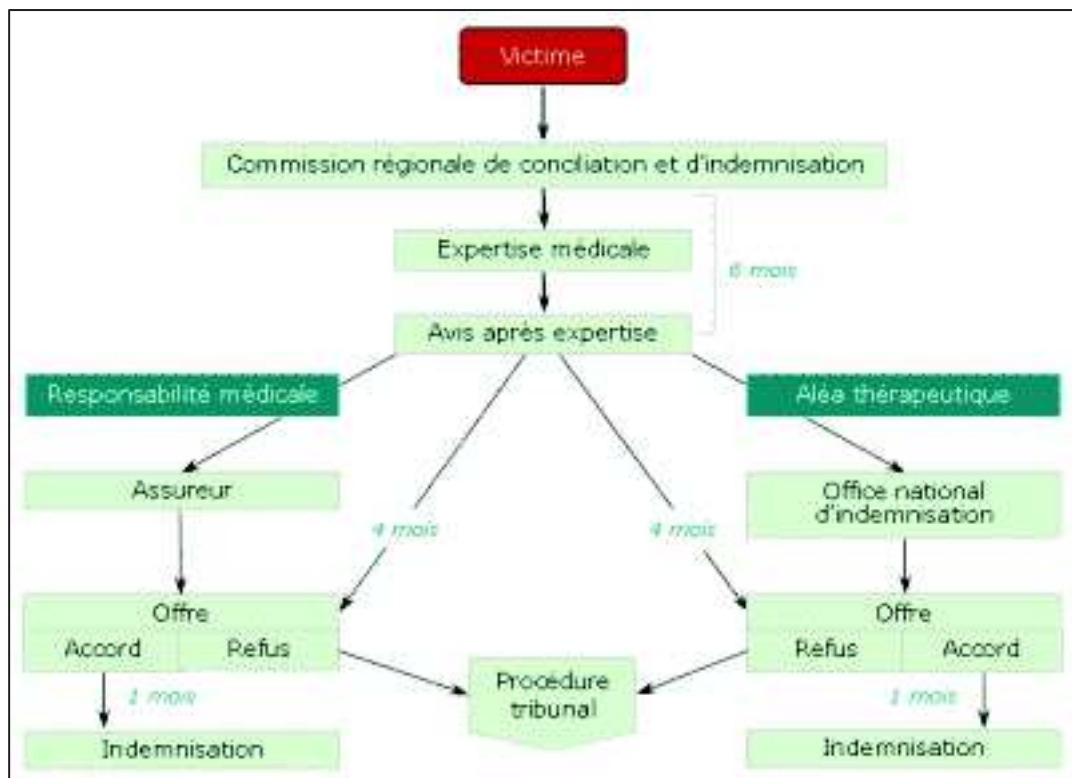 Victime
Commission régionale de conciliation et d'indemnisation
Expertise médicale
6 mois
Avis après expertise
Responsabilité médicale
Aléa thérapeutique
Assureur
Office national
d'indemnisation
4 mois
4 mois
Offre
Accord
Refus
Offre
Refus
Accord
Procédure
tribunal
1 mois
1 mois
Indemnisation
Indemnisation